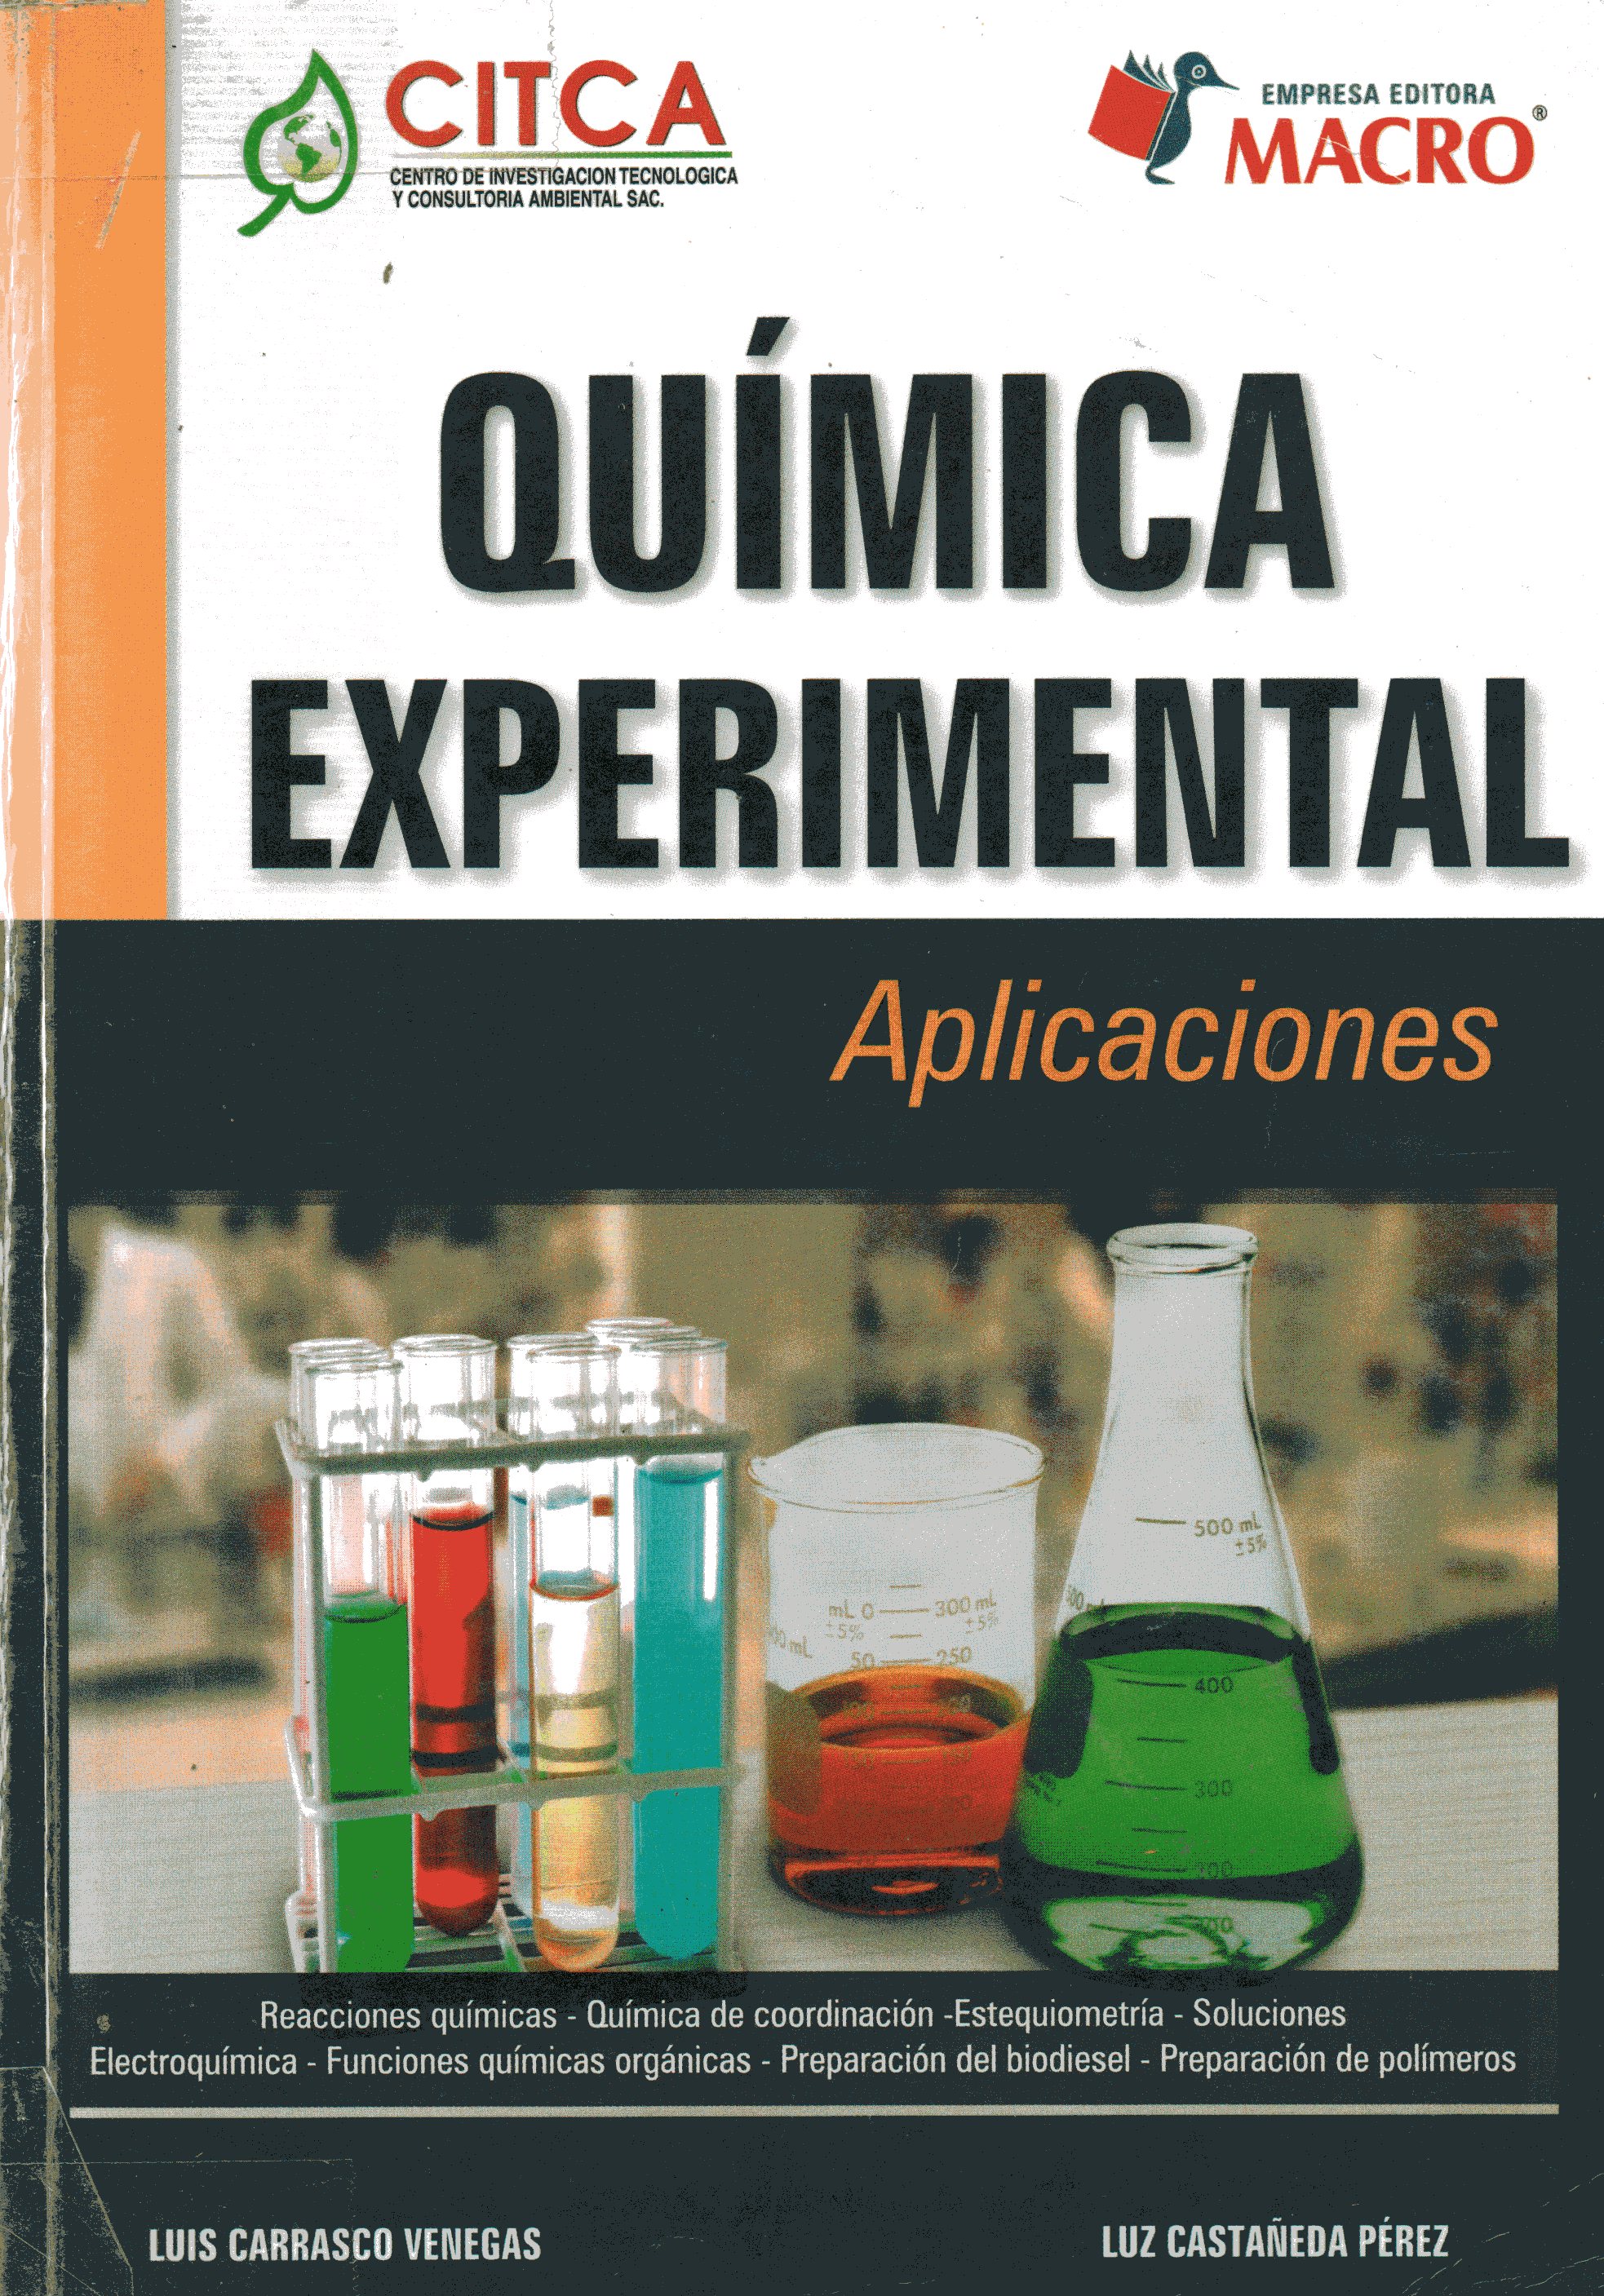 CITCA
CENTRO DE INVESTIGACION TECNOLOGICA
Y CONSULTORIA AMBIENTAL SAC.
EMPRESA EDITORA
MACRO®
QUÍMICA
EXPERIMENTAL
Aplicaciones
500 mL
±5%
mL 0 300 mL
±5% ±5%
50 250
400
300
Reacciones químicas - Química de coordinación -Estequiometría - Soluciones
Electroquímica - Funciones químicas orgánicas - Preparación del biodiesel - Preparación de polímeros
LUIS CARRASCO VENEGAS
LUZ CASTAÑEDA PÉREZ